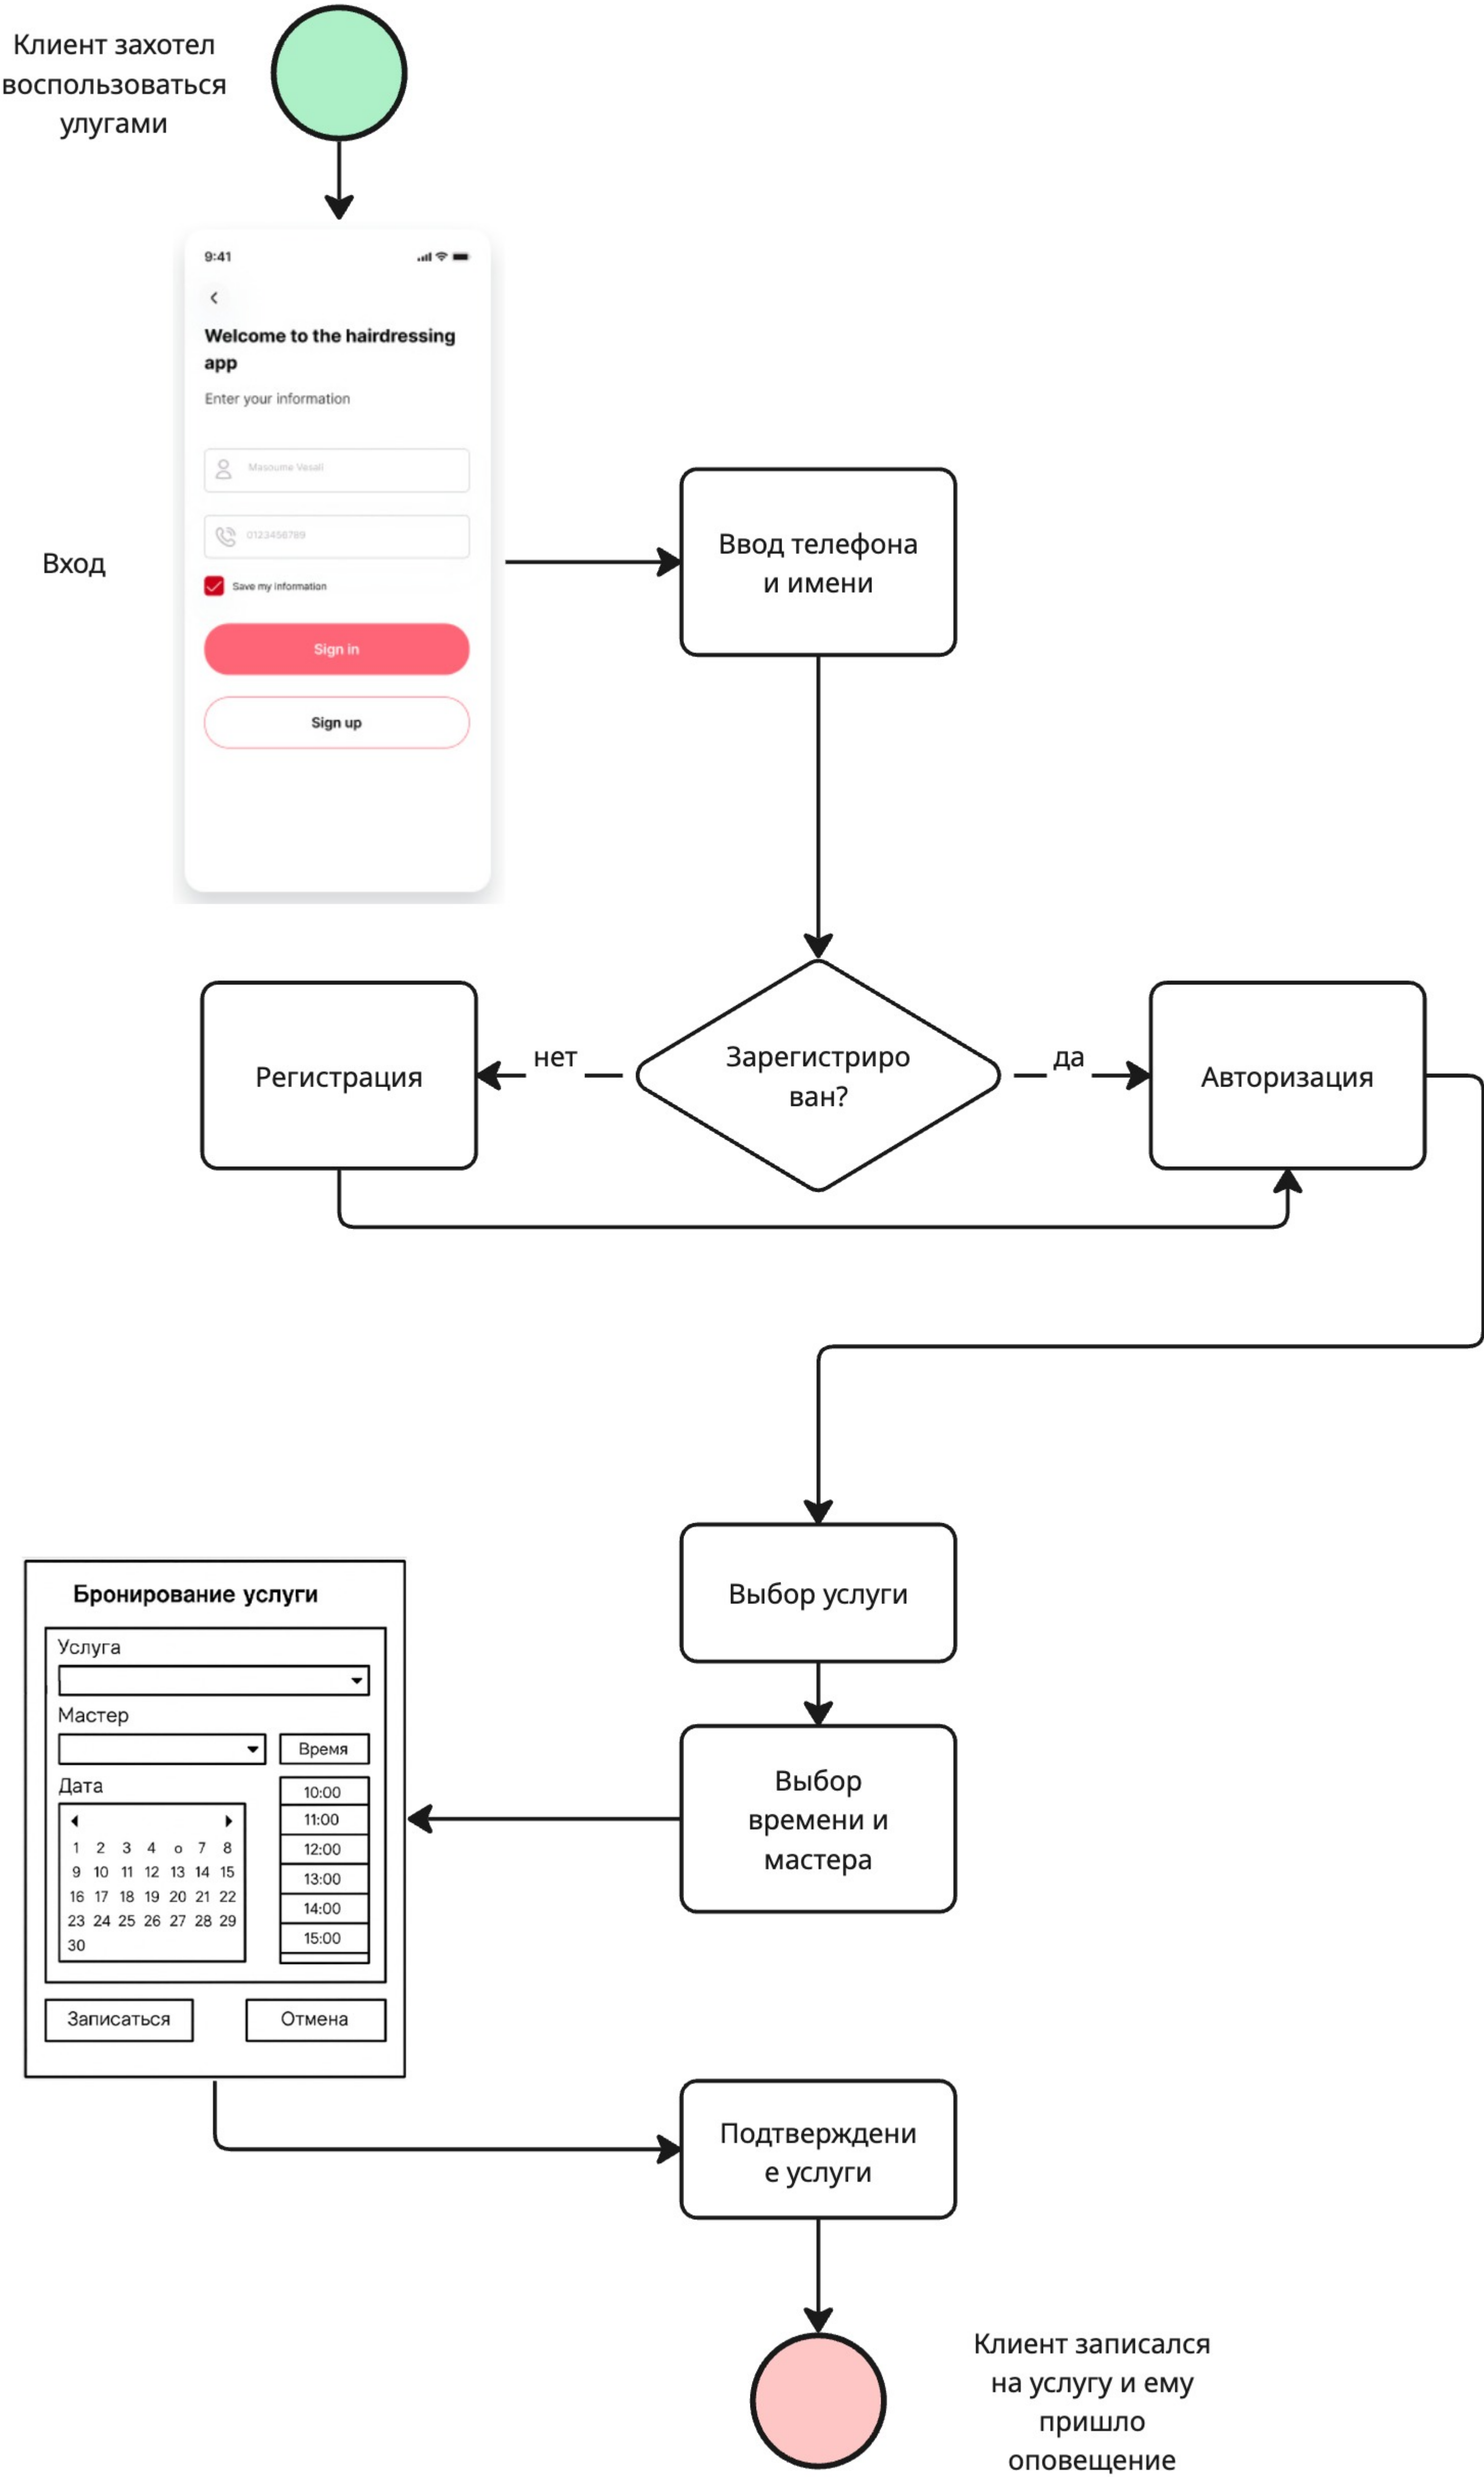 Клиент захотел
воспользоваться
улугами
9:41
Welcome to the hairdressing
app
Enter your information
Masoume Vesali
0123456789
Save my information
Sign in
Sign up
Вход
Ввод телефона
и имени
Регистрация
нет
Зарегистриро
ван?
да
Авторизация
Выбор услуги
Выбор
времени и
мастера
Бронирование услуги
Услуга
Мастер
Время
Дата
1 2 3 4 o 7 8
9 10 11 12 13 14 15
16 17 18 19 20 21 22
23 24 25 26 27 28 29
30
10:00
11:00
12:00
13:00
14:00
15:00
Записаться
Отмена
Подтверждени
е услуги
Клиент записался
на услугу и ему
пришло
оповещение